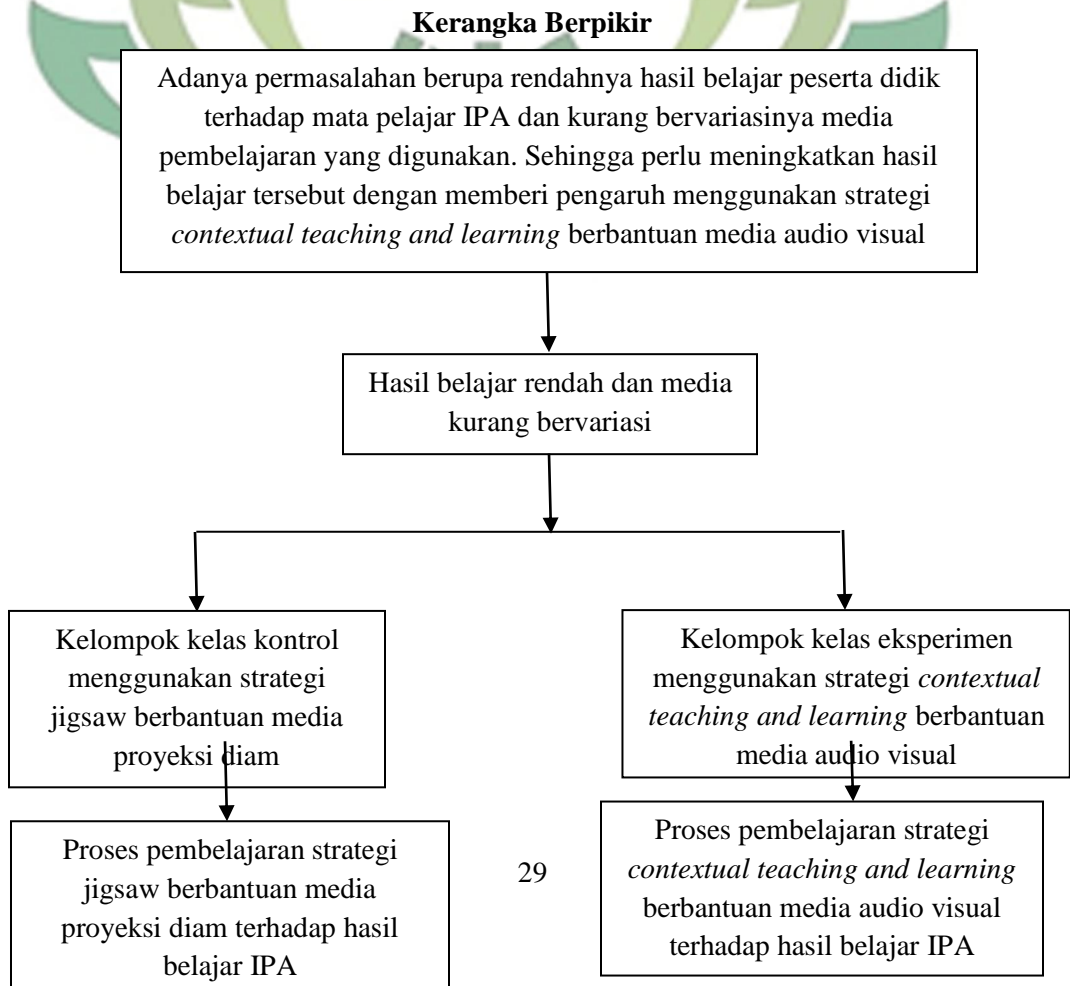 Kerangka Berpikir
Adanya permasalahan berupa rendahnya hasil belajar peserta didik
terhadap mata pelajar IPA dan kurang bervariasinya media
pembelajaran yang digunakan. Sehingga perlu meningkatkan hasil
belajar tersebut dengan memberi pengaruh menggunakan strategi
contextual teaching and learning berbantuan media audio visual
Hasil belajar rendah dan media
kurang bervariasi
Kelompok kelas kontrol
menggunakan strategi
jigsaw berbantuan media
proyeksi diam
Kelompok kelas eksperimen
menggunakan strategi contextual
teaching and learning berbantuan
media audio visual
Proses pembelajaran strategi
jigsaw berbantuan media
proyeksi diam terhadap hasil
belajar IPA
29
Proses pembelajaran strategi
contextual teaching and learning
berbantuan media audio visual
terhadap hasil belajar IPA